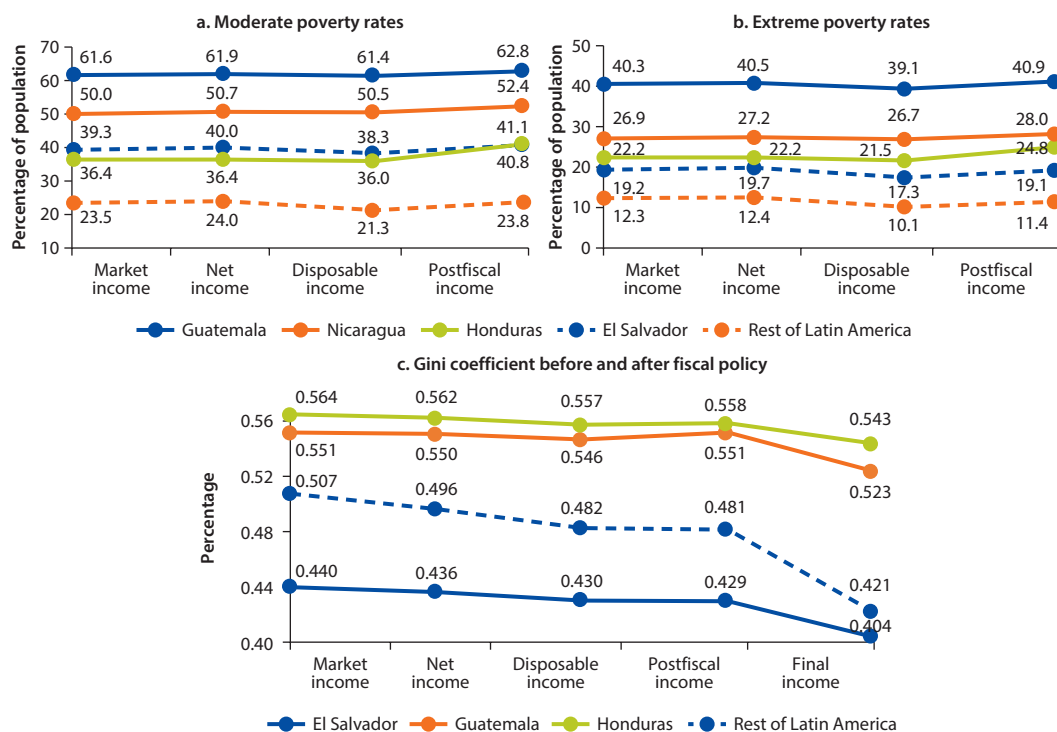 a. Moderate poverty rates
Percentage of population
70
60
50
40
30
20
10
61.6 61.9 61.4 62.8
50.0 50.7 50.5 52.4
39.3 40.0 38.3 41.1
36.4 36.4 36.0 40.8
23.5 24.0 21.3 23.8
Market income
Net income
Disposable income
Postfiscal income
b. Extreme poverty rates
Percentage of population
50
40
30
20
10
0
40.3 40.5 39.1 40.9
26.9 27.2 26.7 28.0
22.2 22.2 21.5 24.8
19.2 19.7 17.3 19.1
12.3 12.4 10.1 11.4
Market income
Net income
Disposable income
Postfiscal income
Guatemala Nicaragua Honduras El Salvador Rest of Latin America
c. Gini coefficient before and after fiscal policy
Percentage
0.56
0.52
0.48
0.44
0.40
0.564 0.562 0.557 0.558 0.543
0.551 0.550 0.546 0.551 0.523
0.507 0.496 0.482 0.481 0.421
0.440 0.436 0.430 0.429 0.404
Market income
Net income
Disposable income
Postfiscal income
Final income
El Salvador Guatemala Honduras Rest of Latin America